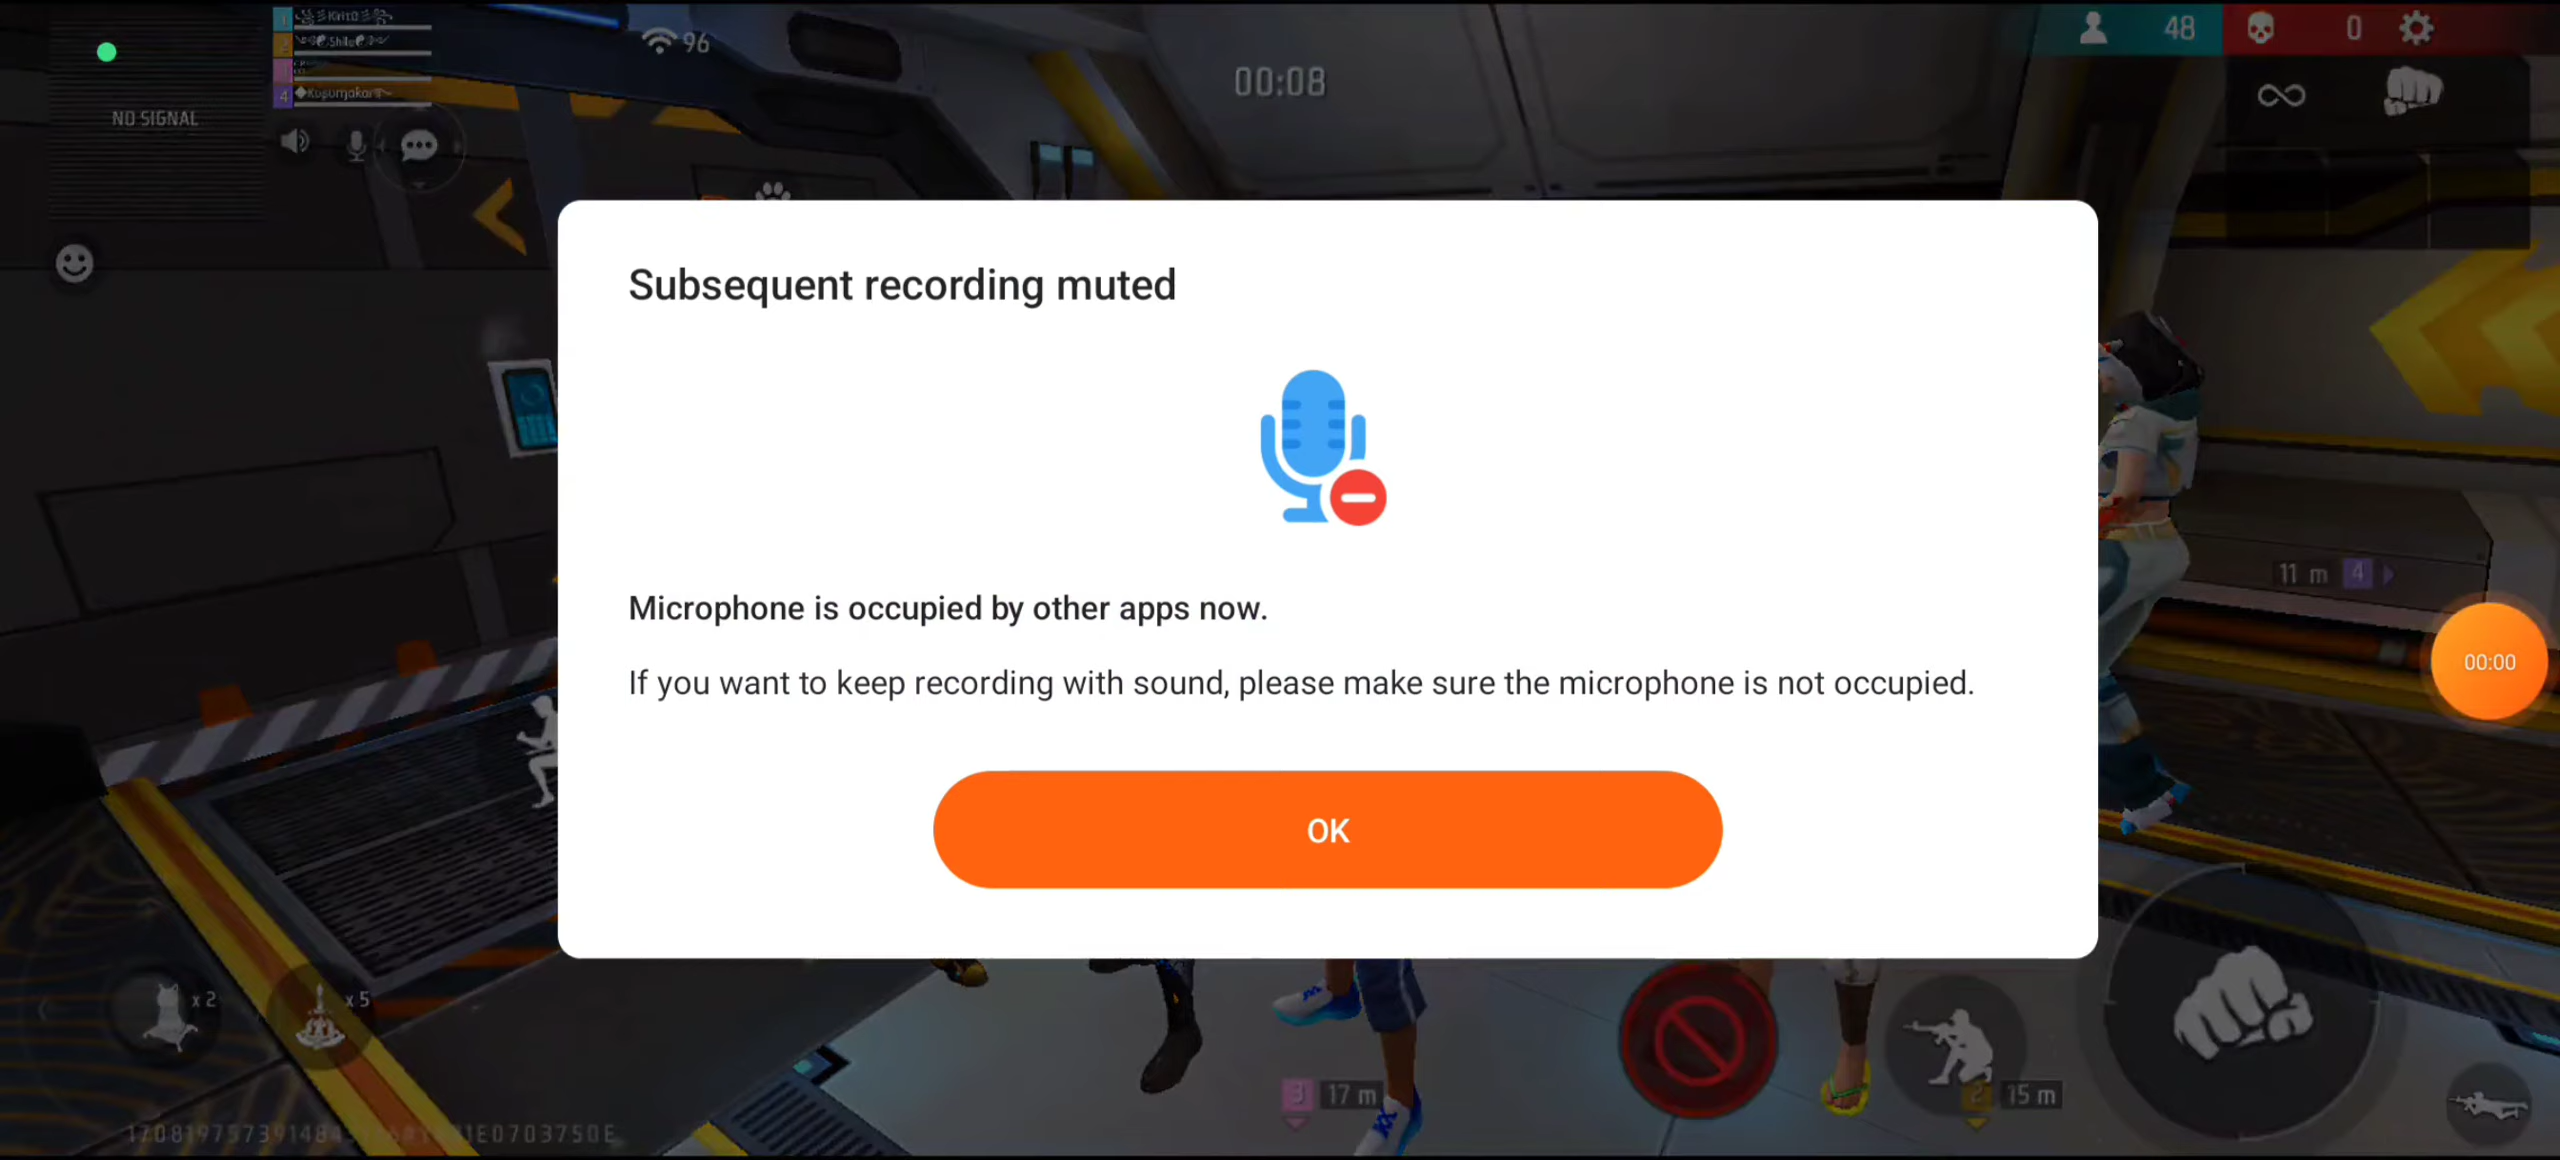 96
48
0
00:08
NO SIGNAL
4
Subsequent recording muted
Microphone is occupied by other apps now.
If you want to keep recording with sound, please make sure the microphone is not occupied.
OK
11 m 4
00:00
x 2
x 5
3 17 m
2 15 m